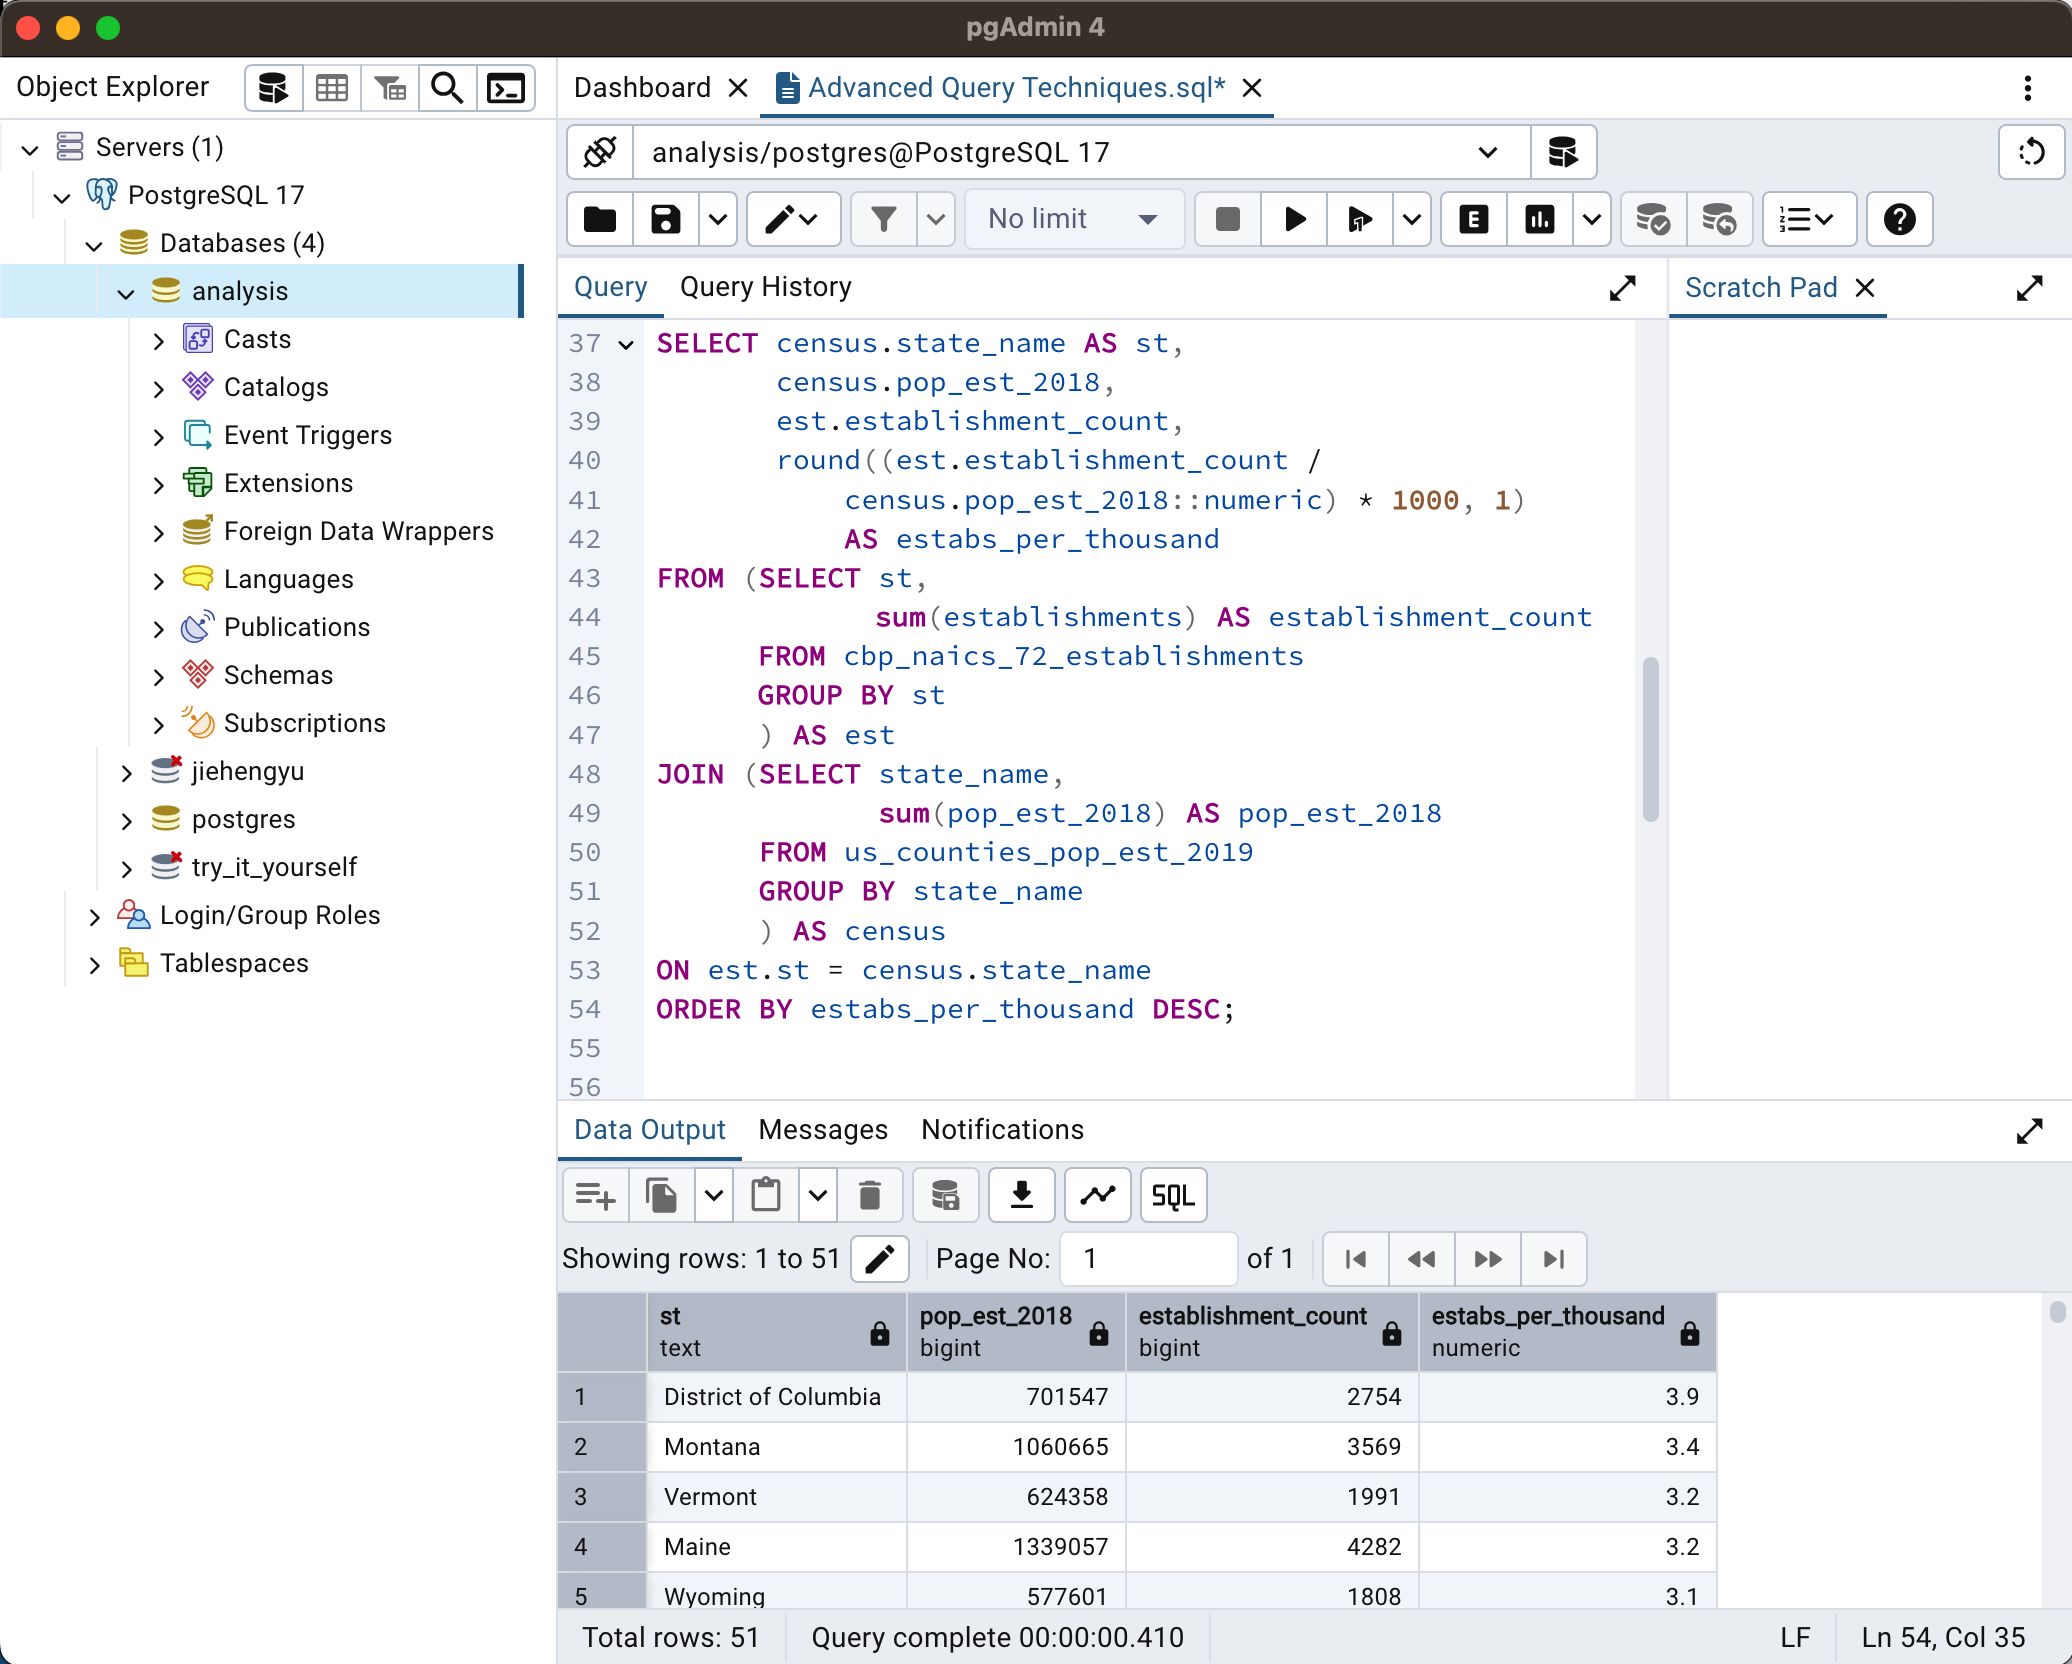 pgAdmin 4
Object Explorer
Dashboard
Advanced Query Techniques.sql*
Servers (1)
PostgreSQL 17
Databases (4)
analysis
Casts
Catalogs
Event Triggers
Extensions
Foreign Data Wrappers
Languages
Publications
Schemas
Subscriptions
jiehengyu
postgres
try_it_yourself
Login/Group Roles
Tablespaces
analysis/postgres@PostgreSQL 17
No limit
E
Query Query History
Scratch Pad
37 SELECT census.state_name AS st,
38 census.pop_est_2018,
39 est.establishment_count,
40 round((est.establishment_count /
41 census.pop_est_2018::numeric) * 1000, 1)
42 AS estabs_per_thousand
43 FROM (SELECT st,
44 sum(establishments) AS establishment_count
45 FROM cbp_naics_72_establishments
46 GROUP BY st
47 ) AS est
48 JOIN (SELECT state_name,
49 sum(pop_est_2018) AS pop_est_2018
50 FROM us_counties_pop_est_2019
51 GROUP BY state_name
52 ) AS census
53 ON est.st = census.state_name
54 ORDER BY estabs_per_thousand DESC;
55
56
Data Output Messages Notifications
SQL
Showing rows: 1 to 51 Page No: 1 of 1
st pop_est_2018 establishment_count estabs_per_thousand
text bigint bigint numeric
1 District of Columbia 701547 2754 3.9
2 Montana 1060665 3569 3.4
3 Vermont 624358 1991 3.2
4 Maine 1339057 4282 3.2
5 Wyoming 577601 1808 3.1
Total rows: 51 Query complete 00:00:00.410 LF Ln 54, Col 35